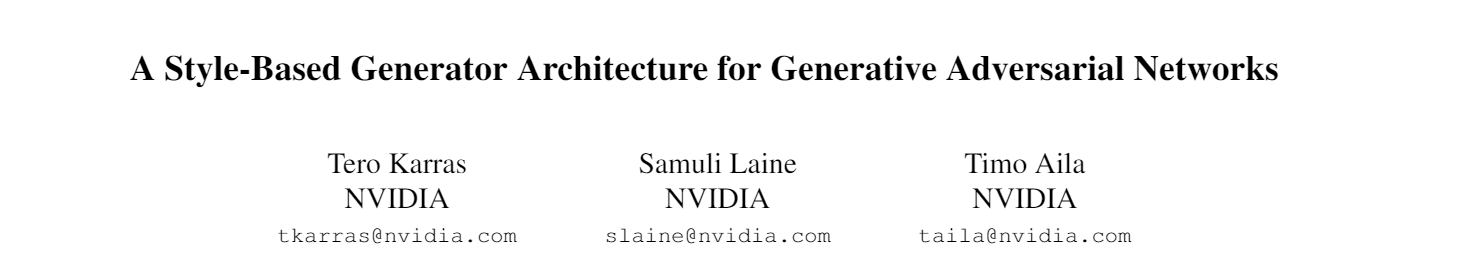 A Style-Based Generator Architecture for Generative Adversarial Networks
Tero Karras Samuli Laine Timo Aila
NVIDIA NVIDIA NVIDIA
tkarras@nvidia.com slaine@nvidia.com taila@nvidia.com